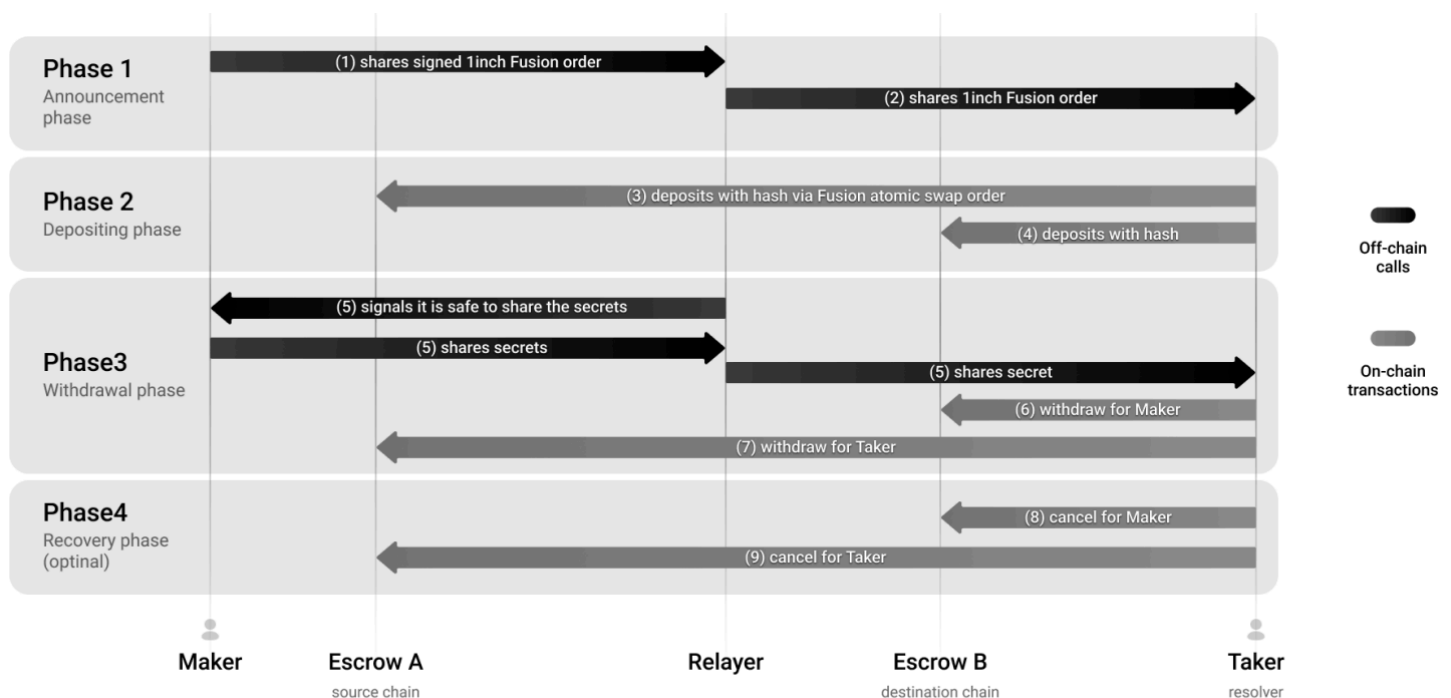 Phase 1
Announcement
phase
(1) shares signed 1inch Fusion order
(2) shares 1inch Fusion order
Phase 2
Depositing phase
(3) deposits with hash via Fusion atomic swap order
(4) deposits with hash
Off-chain
calls
Phase3
Withdrawal phase
(5) signals it is safe to share the secrets
(5) shares secrets
(5) shares secret
(6) withdraw for Maker
(7) withdraw for Taker
On-chain
transactions
Phase4
Recovery phase
(optinal)
(8) cancel for Maker
(9) cancel for Taker
Maker
Escrow A
source chain
Relayer
Escrow B
destination chain
Taker
resolver